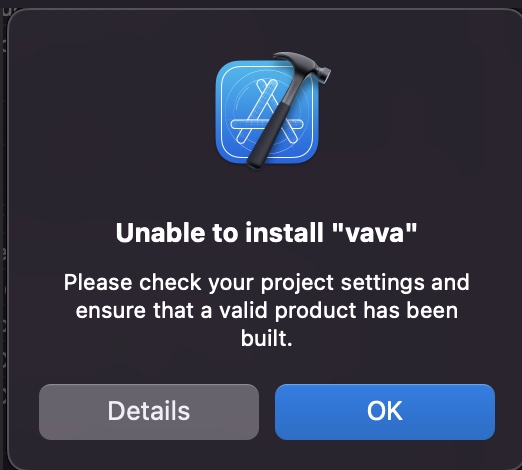 Unable to install "vava"
Please check your project settings and
ensure that a valid product has been
built.
Details
OK